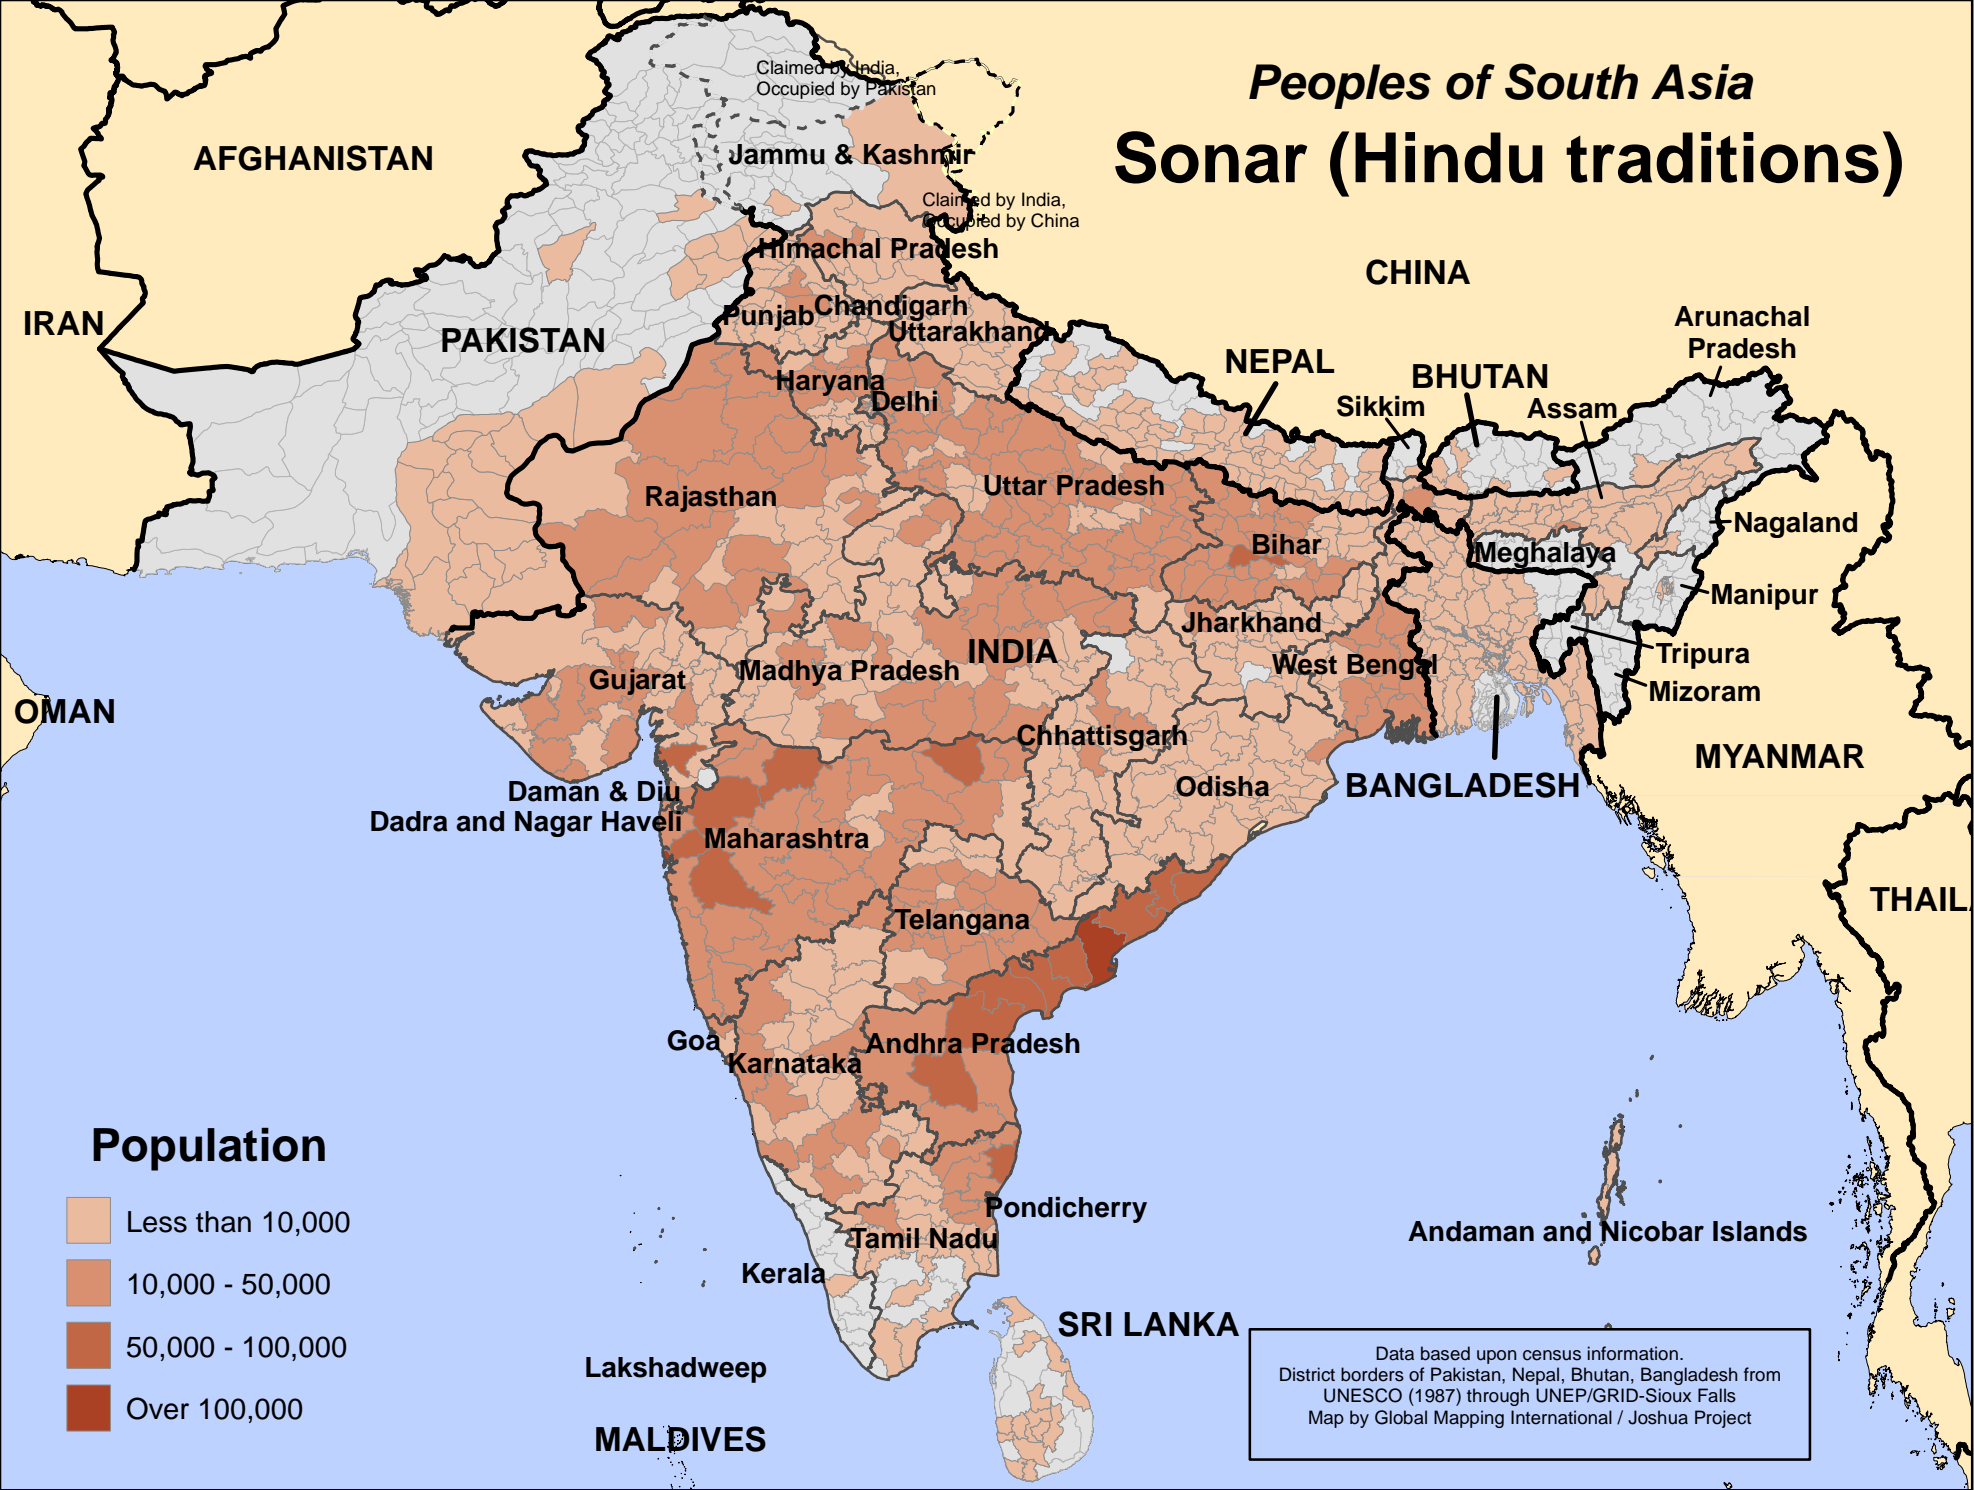 Peoples of South Asia
Sonar (Hindu traditions)
Claimed by India,
Occupied by Pakistan
AFGHANISTAN
Jammu & Kashmir
Claimed by India,
Occupied by China
Himachal Pradesh
CHINA
IRAN
PAKISTAN
Punjab
Chandigarh
Uttarakhand
Arunachal
Pradesh
NEPAL
BHUTAN
Haryana
Delhi
Sikkim
Assam
Rajasthan
Uttar Pradesh
Bihar
Nagaland
Meghalaya
Manipur
Jharkhand
INDIA
Gujarat
Madhya Pradesh
West Bengal
Tripura
Mizoram
OMAN
Chhattisgarh
Odisha
BANGLADESH
MYANMAR
Daman & Diu
Dadra and Nagar Haveli
Maharashtra
THAIL
Telangana
Goa
Karnataka
Andhra Pradesh
Pondicherry
Tamil Nadu
Andaman and Nicobar Islands
Kerala
SRI LANKA
Lakshadweep
MALDIVES
Population
Less than 10,000
10,000 - 50,000
50,000 - 100,000
Over 100,000
Data based upon census information.
District borders of Pakistan, Nepal, Bhutan, Bangladesh from
UNESCO (1987) through UNEP/GRID-Sioux Falls
Map by Global Mapping International / Joshua Project